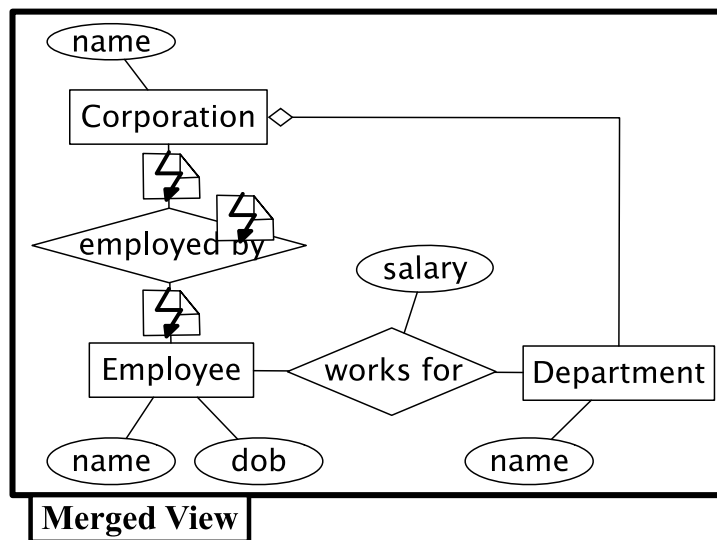 name
Corporation
employed by
salary
Employee
works for
Department
name
dob
name
Merged View